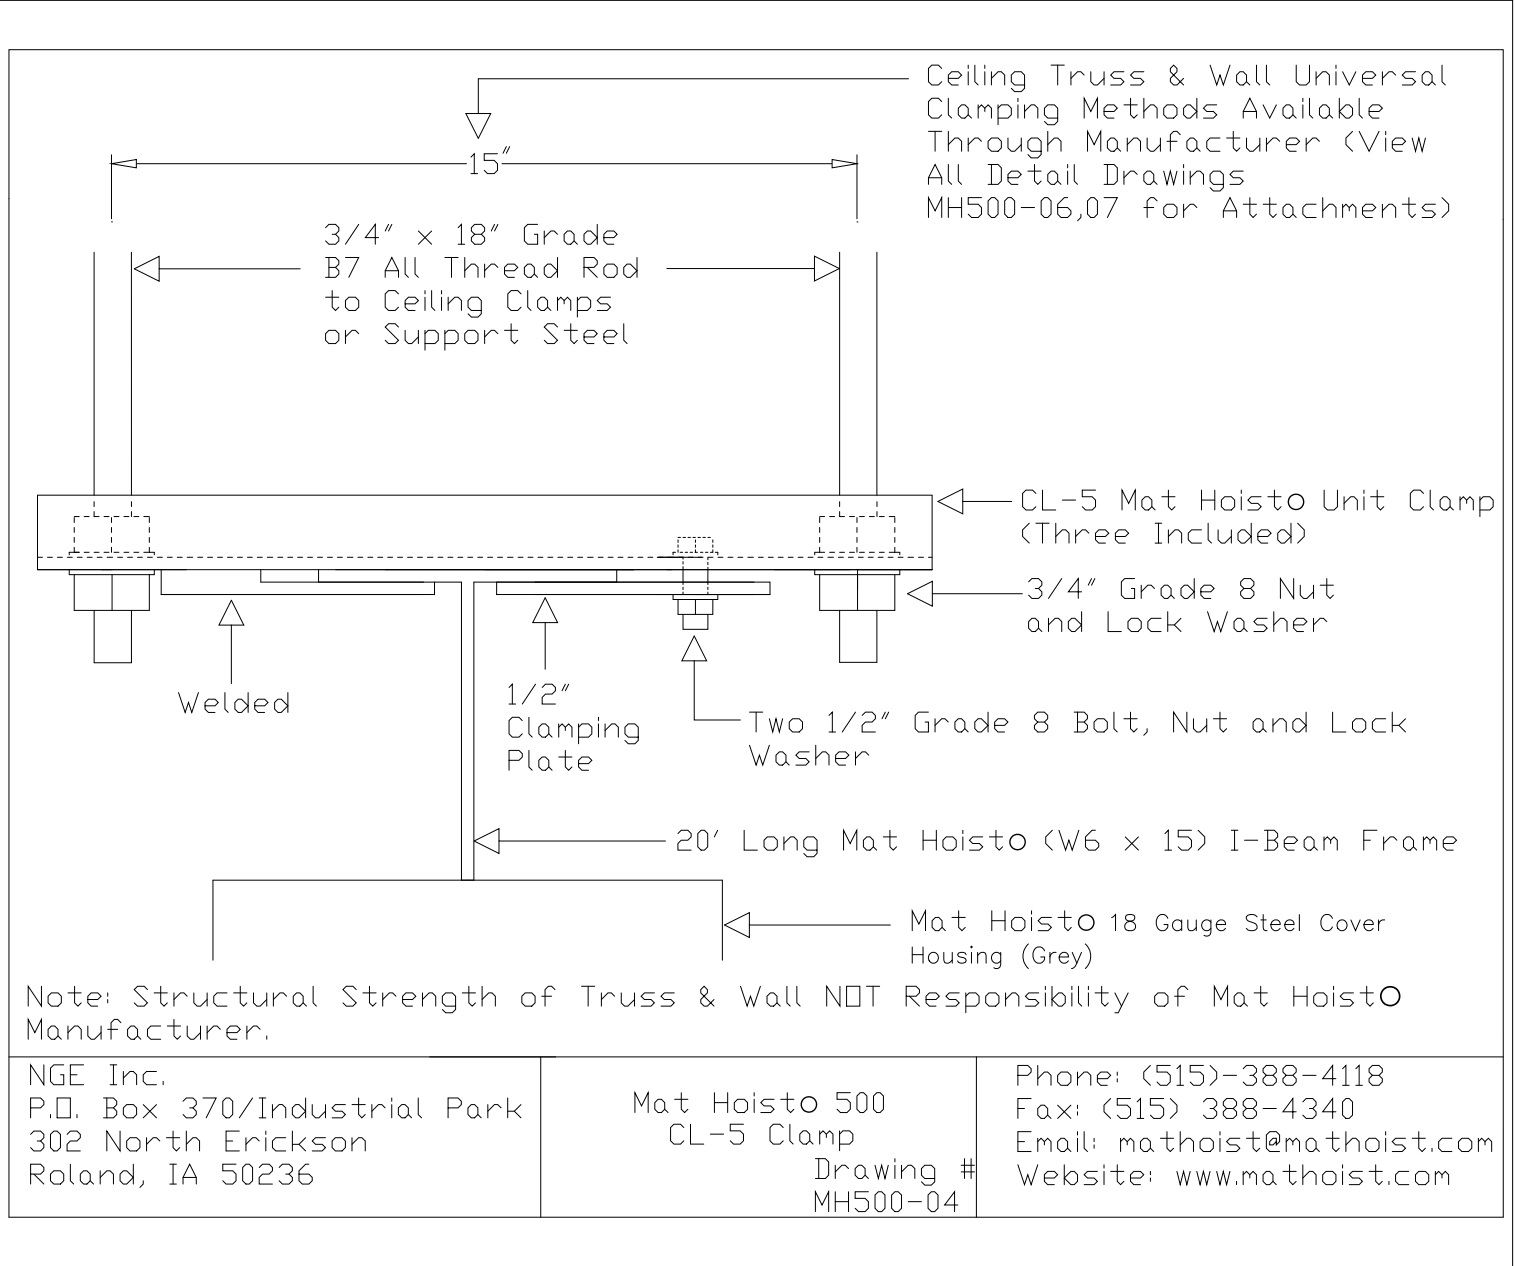 Ceiling Truss & Wall Universal
Clamping Methods Available
Through Manufacturer (View
All Detail Drawings
MH500-06,07 for Attachments)
15"
3/4" x 18" Grade
B7 All Thread Rod
to Ceiling Clamps
or Support Steel
CL-5 Mat HoistO Unit Clamp
(Three Included)
3/4" Grade 8 Nut
and Lock Washer
Welded
1/2"
Clamping
Plate
Two 1/2" Grade 8 Bolt, Nut and Lock
Washer
20' Long Mat HoistO (W6 x 15) I-Beam Frame
Mat HoistO 18 Gauge Steel Cover
Housing (Grey)
Note: Structural Strength of Truss & Wall NOT Responsibility of Mat HoistO
Manufacturer.
NGE Inc.
P.O. Box 370/Industrial Park
302 North Erickson
Roland, IA 50236
Mat HoistO 500
CL-5 Clamp
Drawing #
MH500-04
Phone: (515)-388-4118
Fax: (515) 388-4340
Email: mathoist@mathoist.com
Website: www.mathoist.com